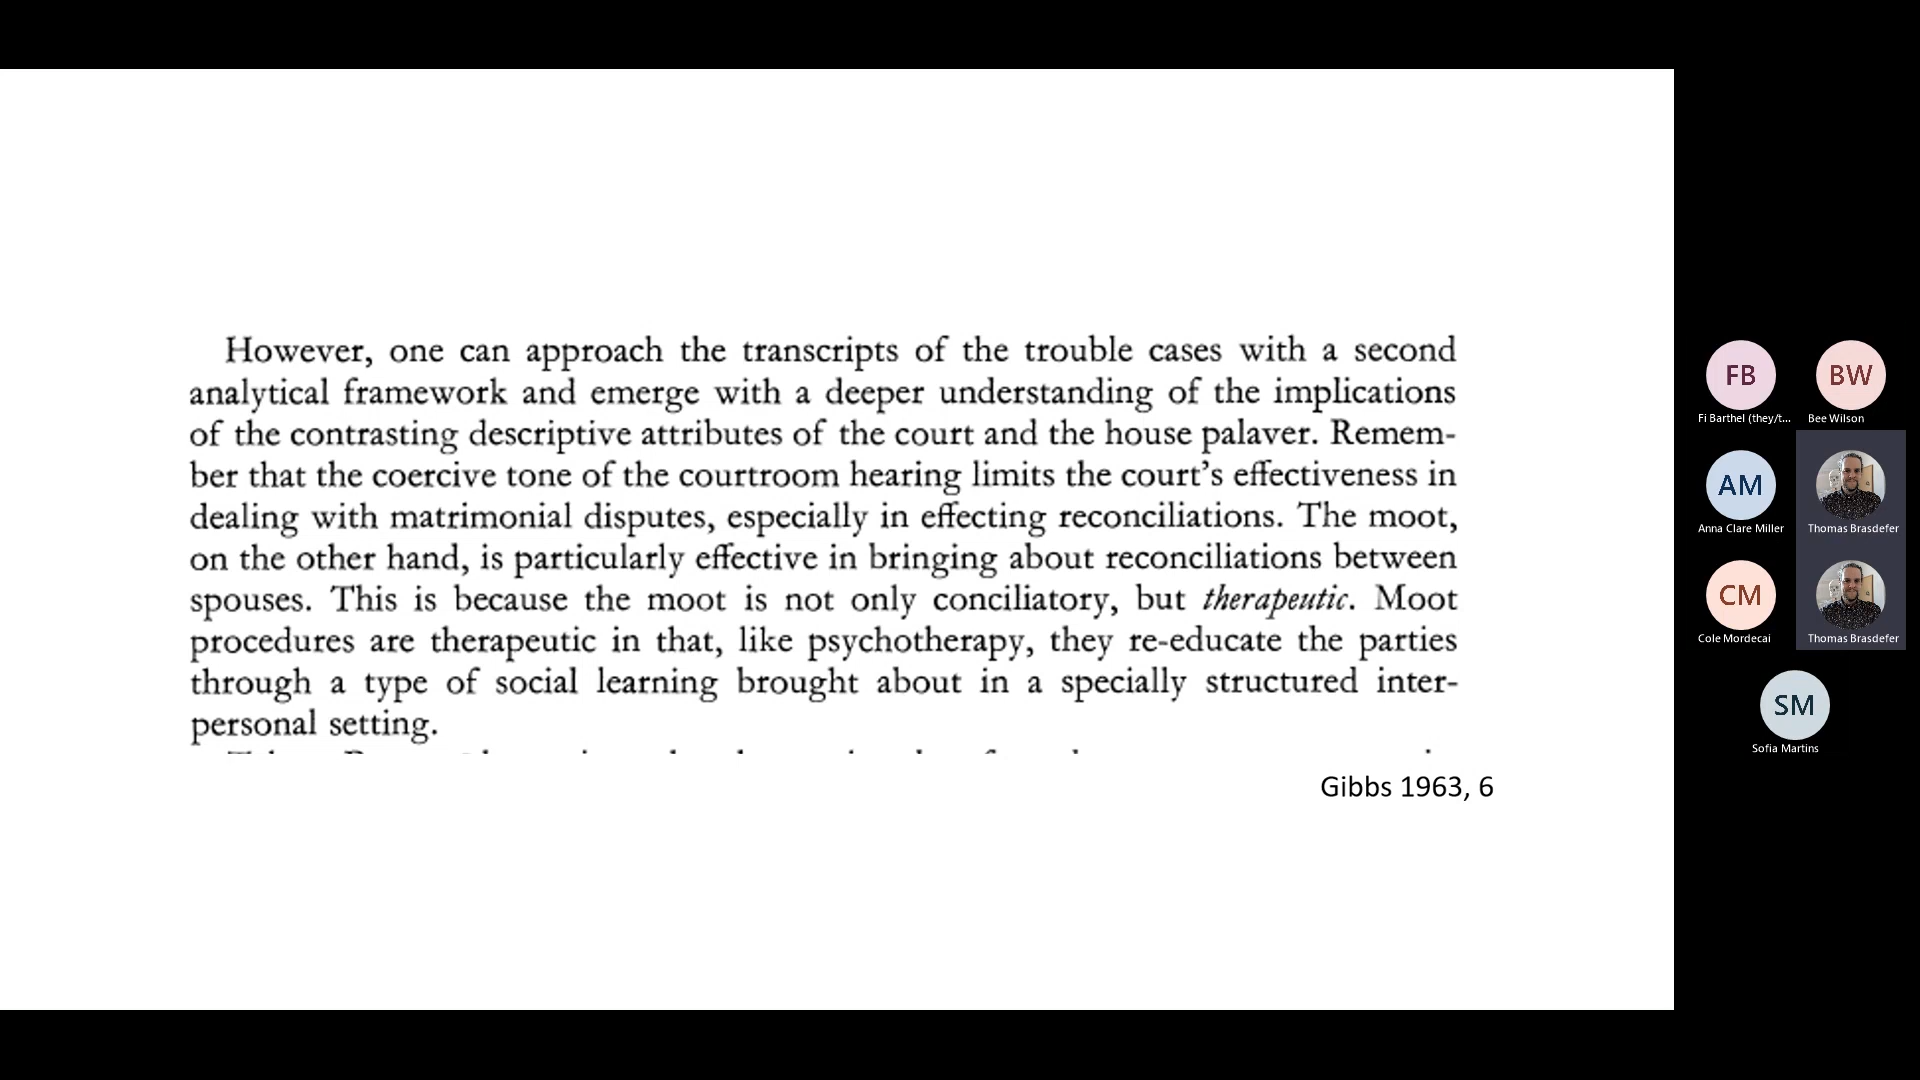 However, one can approach the transcripts of the trouble cases with a second
analytical framework and emerge with a deeper understanding of the implications
of the contrasting descriptive attributes of the court and the house palaver. Remem-
ber that the coercive tone of the courtroom hearing limits the court’s effectiveness in
dealing with matrimonial disputes, especially in effecting reconciliations. The moot,
on the other hand, is particularly effective in bringing about reconciliations between
spouses. This is because the moot is not only conciliatory, but therapeutic. Moot
procedures are therapeutic in that, like psychotherapy, they re-educate the parties
through a type of social learning brought about in a specially structured inter-
personal setting.
Gibbs 1963, 6
FB
Fi Barthel (they/t...
BW
Bee Wilson
AM
Anna Clare Miller
Thomas Brasdefer
CM
Cole Mordecai
Thomas Brasdefer
SM
Sofia Martins